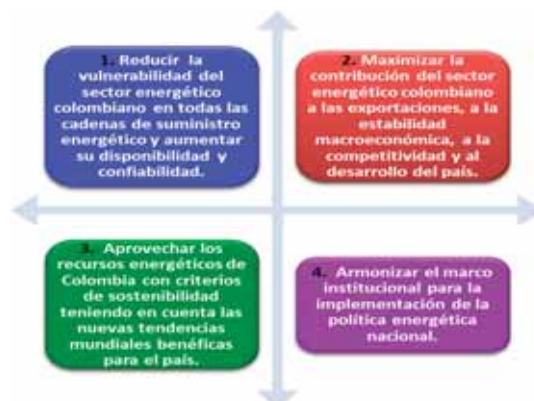 1. Reducir la
vulnerabilidad del
sector energético
colombiano en todas las
cadenas de suministro
energético y aumentar
su disponibilidad y
confiabilidad.
2. Maximizar la
contribución del sector
energético colombiano
a las exportaciones, a la
estabilidad
macroeconómica, a la
competitividad y al
desarrollo del país.
3. Aprovechar los
recursos energéticos de
Colombia con criterios
de sostenibilidad
teniendo en cuenta las
nuevas tendencias
mundiales benéficas
para el país.
4. Armonizar el marco
institucional para la
implementación de la
política energética
nacional.